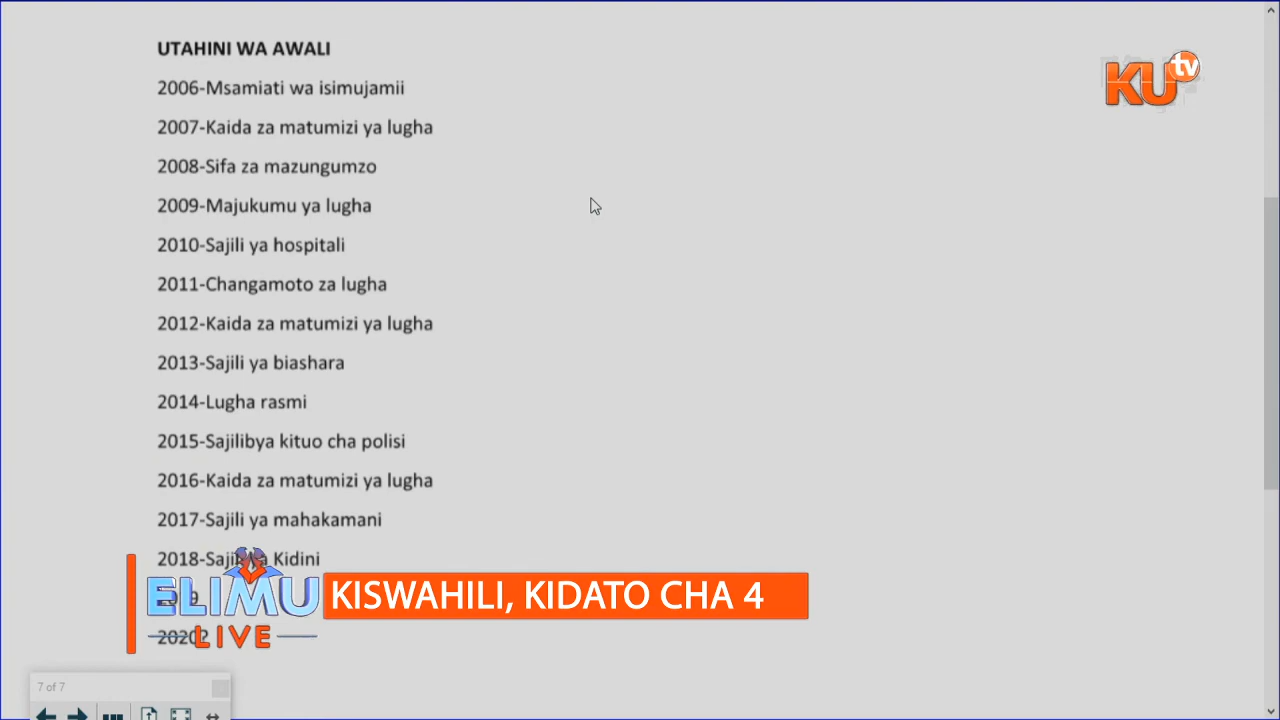 UTAHINI WA AWALI
2006-Msamiati wa isimujamii
2007-Kaida za matumizi ya lugha
2008-Sifa za mazungumzo
2009-Majukumu ya lugha
2010-Sajili ya hospitali
2011-Changamoto za lugha
2012-Kaida za matumizi ya lugha
2013-Sajili ya biashara
2014-Lugha rasmi
2015-Sajilibya kituo cha polisi
2016-Kaida za matumizi ya lugha
2017-Sajili ya mahakamani
2018- Kidini
KU tv
ELIMU
LIVE
KISWAHILI, KIDATO CHA 4
7 of 7